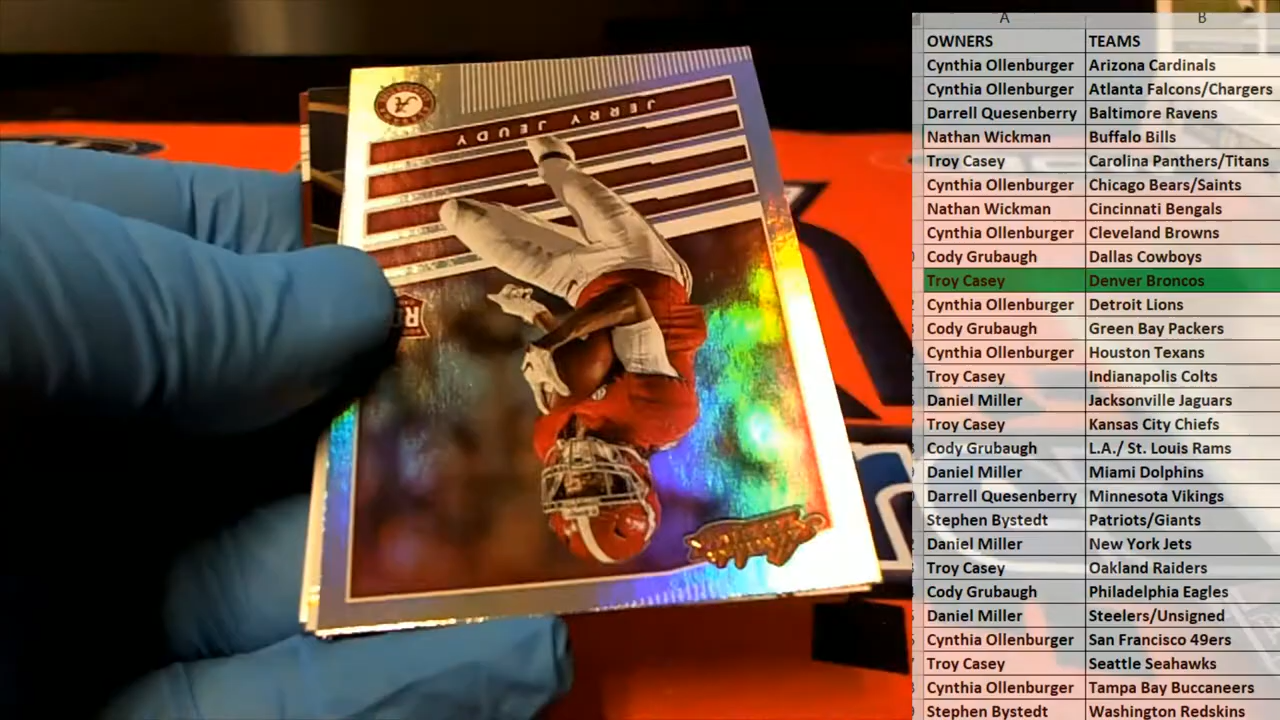 JERRY JEUDY
A B
OWNERS TEAMS
Cynthia Ollenburger Arizona Cardinals
Cynthia Ollenburger Atlanta Falcons/Chargers
Darrell Quesenberry Baltimore Ravens
Nathan Wickman Buffalo Bills
Troy Casey Carolina Panthers/Titans
Cynthia Ollenburger Chicago Bears/Saints
Nathan Wickman Cincinnati Bengals
Cynthia Ollenburger Cleveland Browns
Cody Grubaugh Dallas Cowboys
Troy Casey Denver Broncos
Cynthia Ollenburger Detroit Lions
Cody Grubaugh Green Bay Packers
Cynthia Ollenburger Houston Texans
Troy Casey Indianapolis Colts
Daniel Miller Jacksonville Jaguars
Troy Casey Kansas City Chiefs
Cody Grubaugh L.A./ St. Louis Rams
Daniel Miller Miami Dolphins
Darrell Quesenberry Minnesota Vikings
Stephen Bystedt Patriots/Giants
Daniel Miller New York Jets
Troy Casey Oakland Raiders
Cody Grubaugh Philadelphia Eagles
Daniel Miller Steelers/Unsigned
Cynthia Ollenburger San Francisco 49ers
Troy Casey Seattle Seahawks
Cynthia Ollenburger Tampa Bay Buccaneers
Stephen Bystedt Washington Redskins